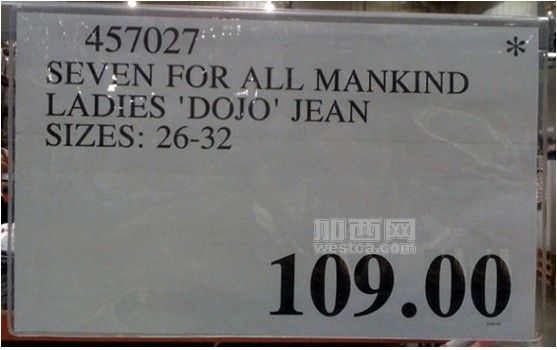 457027
*
SEVEN FOR ALL MANKIND
LADIES 'DOJO' JEAN
SIZES: 26-32
加西网
westca.com
109.00